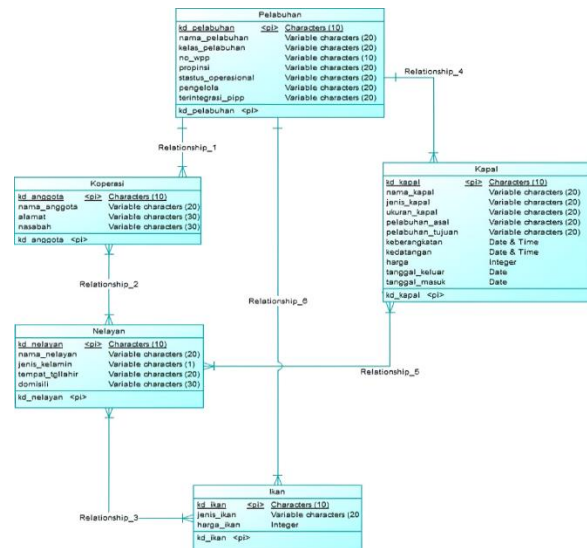 Pelabuhan
kd_pelabuhan <pi> Characters (10)
nama_pelabuhan Variable characters (20)
kelas_pelabuhan Variable characters (20)
no_wpp Variable characters (10)
propinsi Variable characters (20)
stastus_operasional Variable characters (20)
pengelola Variable characters (20)
terintegrasi_pipp Variable characters (20)
kd_pelabuhan <pi>
Relationship_4
Relationship_1
Koperasi
kd_anggota <pi> Characters (10)
nama_anggota Variable characters (20)
alamat Variable characters (30)
nasabah Variable characters (30)
kd_anggota <pi>
Kapal
kd_kapal <pi> Characters (10)
nama_kapal Variable characters (20)
jenis_kapal Variable characters (20)
ukuran_kapal Variable characters (20)
pelabuhan_asal Variable characters (20)
pelabuhan_tujuan Variable characters (20)
keberangkatan Date & Time
kedatangan Date & Time
harga Integer
tanggal_keluar Date
tanggal_masuk Date
kd_kapal <pi>
Relationship_2
Relationship_6
Nelayan
kd_nelayan <pi> Characters (10)
nama_nelayan Variable characters (20)
jenis_kelamin Variable characters (1)
tempat_tgllahir Variable characters (20)
domisili Variable characters (30)
kd_nelayan <pi>
Relationship_5
Relationship_3
Ikan
kd_ikan <pi> Characters (10)
jenis_ikan Variable characters (20
harga_ikan Integer
kd_ikan <pi>